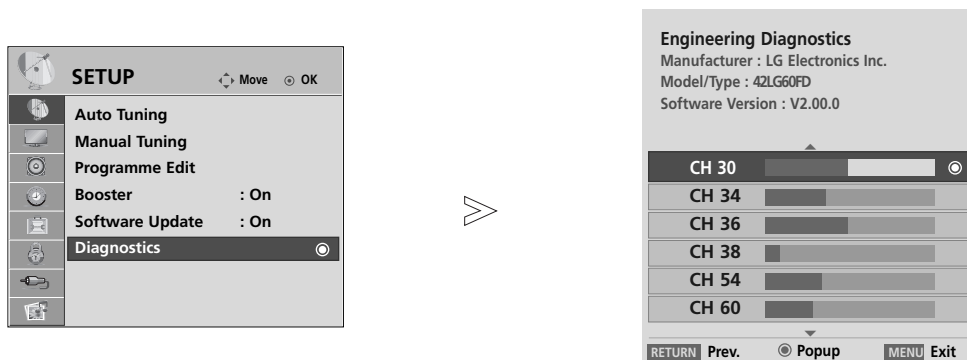 SETUP
Move OK
Auto Tuning
Manual Tuning
Programme Edit
Booster : On
Software Update : On
Diagnostics
Engineering Diagnostics
Manufacturer : LG Electronics Inc.
Model/Type : 42LG60FD
Software Version : V2.00.0
CH 30
CH 34
CH 36
CH 38
CH 54
CH 60
RETURN Prev. Popup MENU Exit